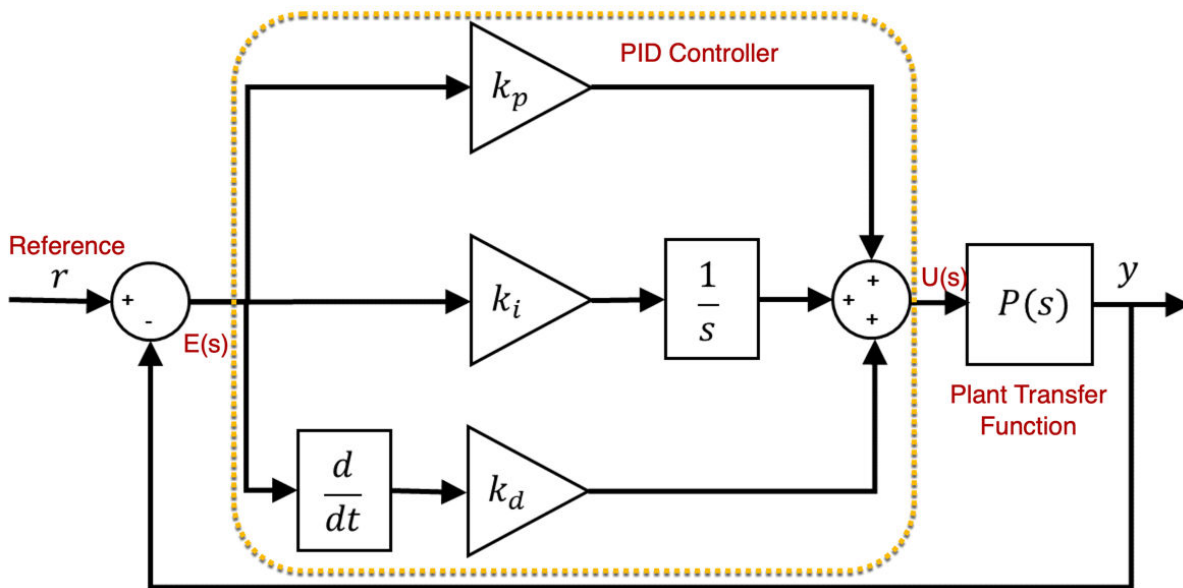 PID Controller
k_p
Reference
r
+
-
E(s)
k_i
1
s
+
+
+
U(s)
P(s)
y
Plant Transfer
Function
d
dt
k_d